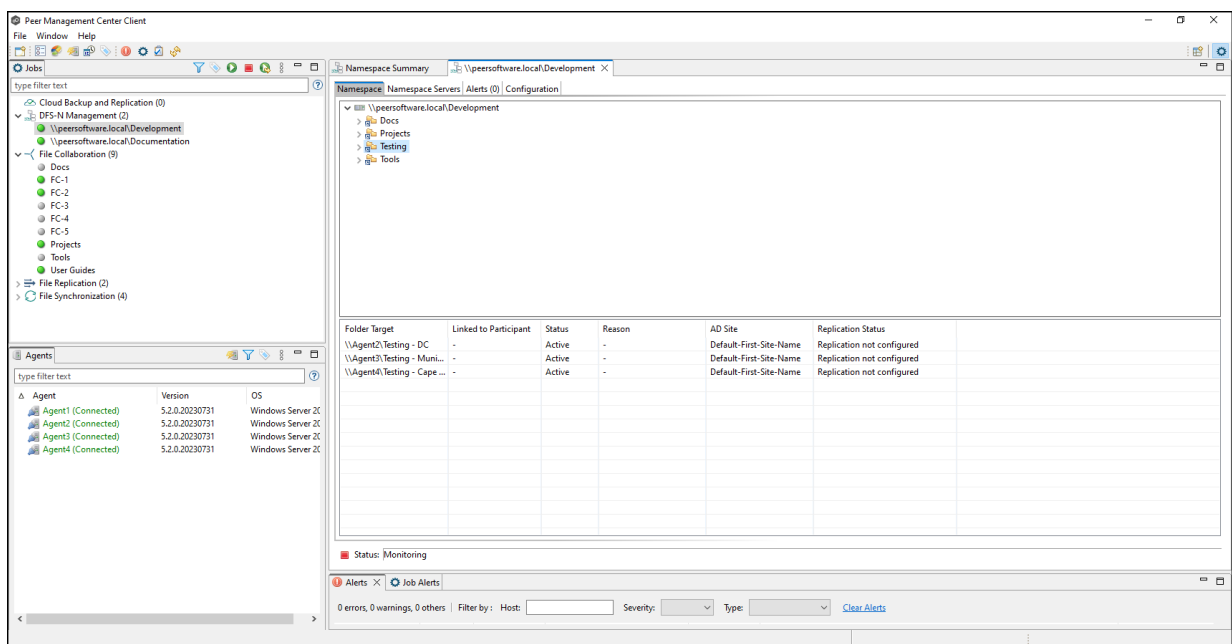 Peer Management Center Client
File Window Help
Jobs
type filter text
Cloud Backup and Replication (0)
DFS-N Management (2)
\\peersoftware.local\Development
\\peersoftware.local\Documentation
File Collaboration (9)
Docs
FC-1
FC-2
FC-3
FC-4
FC-5
Projects
Tools
User Guides
File Replication (2)
File Synchronization (4)
Agents
type filter text
Agent Version OS
Agent1 (Connected) 5.2.0.20230731 Windows Server 20
Agent2 (Connected) 5.2.0.20230731 Windows Server 20
Agent3 (Connected) 5.2.0.20230731 Windows Server 20
Agent4 (Connected) 5.2.0.20230731 Windows Server 20
Namespace Summary \\peersoftware.local\Development
Namespace Namespace Servers Alerts (0) Configuration
\\peersoftware.local\Development
Docs
Projects
Testing
Tools
Folder Target Linked to Participant Status Reason AD Site Replication Status
\\Agent2\Testing - DC - Active - Default-First-Site-Name Replication not configured
\\Agent3\Testing - Muni... - Active - Default-First-Site-Name Replication not configured
\\Agent4\Testing - Cape ... - Active - Default-First-Site-Name Replication not configured
Status: Monitoring
Alerts Job Alerts
0 errors, 0 warnings, 0 others Filter by : Host: Severity: Type: Clear Alerts